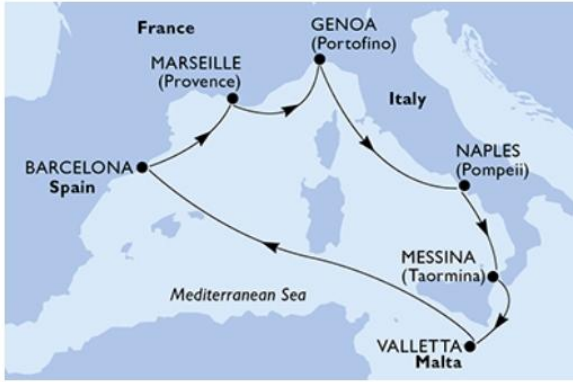 France
GENOA
(Portofino)
MARSEILLE
(Provence)
Italy
NAPLES
(Pompeii)
BARCELONA
Spain
MESSINA
(Taormina)
Mediterranean Sea
VALLETTA
Malta